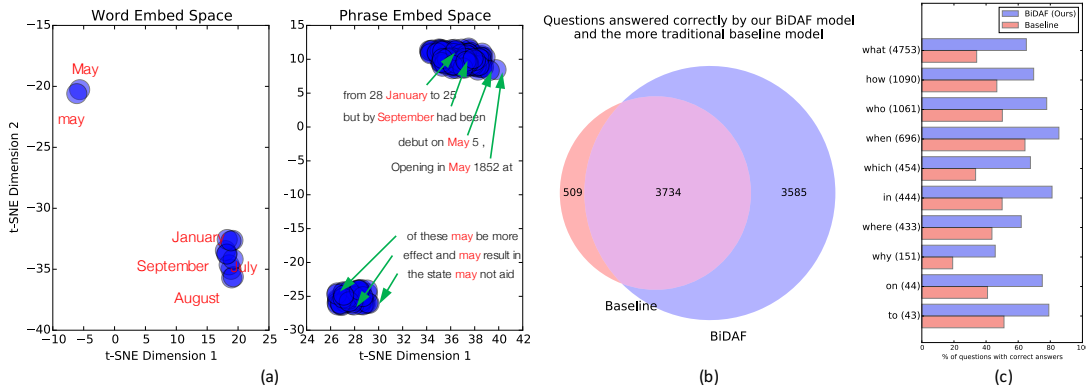 Word Embed Space
−15
−20
−25
−30
−35
−40
t-SNE Dimension 2
May
may
January
September
July
August
−10 −5 0 5 10 15 20 25
t-SNE Dimension 1
Phrase Embed Space
15
10
5
0
−5
−10
−15
−20
−25
−30
from 28 January to 25
but by September had been
debut on May 5 ,
Opening in May 1852 at
of these may be more
effect and may result in
the state may not aid
24 26 28 30 32 34 36 38 40 42
t-SNE Dimension 1
(a)
Questions answered correctly by our BiDAF model
and the more traditional baseline model
509
3734
3585
Baseline
BiDAF
(b)
BiDAF (Ours)
Baseline
what (4753)
how (1090)
who (1061)
when (696)
which (454)
in (444)
where (433)
why (151)
on (44)
to (43)
0 20 40 60 80 100
% of questions with correct answers
(c)